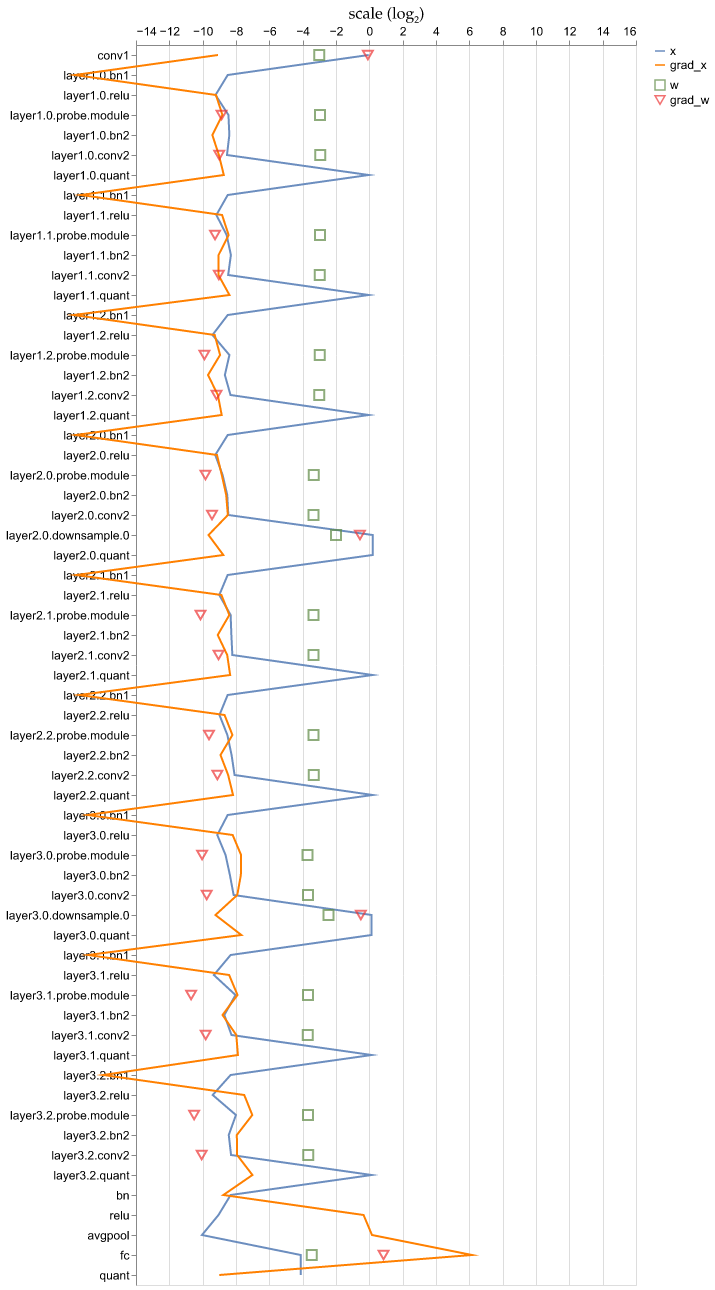 scale (log₂)
−14 −12 −10 −8 −6 −4 −2 0 2 4 6 8 10 12 14 16
x
grad_x
w
grad_w
conv1
layer1.0.bn1
layer1.0.relu
layer1.0.probe.module
layer1.0.bn2
layer1.0.conv2
layer1.0.quant
layer1.1.bn1
layer1.1.relu
layer1.1.probe.module
layer1.1.bn2
layer1.1.conv2
layer1.1.quant
layer1.2.bn1
layer1.2.relu
layer1.2.probe.module
layer1.2.bn2
layer1.2.conv2
layer1.2.quant
layer2.0.bn1
layer2.0.relu
layer2.0.probe.module
layer2.0.bn2
layer2.0.conv2
layer2.0.downsample.0
layer2.0.quant
layer2.1.bn1
layer2.1.relu
layer2.1.probe.module
layer2.1.bn2
layer2.1.conv2
layer2.1.quant
layer2.2.bn1
layer2.2.relu
layer2.2.probe.module
layer2.2.bn2
layer2.2.conv2
layer2.2.quant
layer3.0.bn1
layer3.0.relu
layer3.0.probe.module
layer3.0.bn2
layer3.0.conv2
layer3.0.downsample.0
layer3.0.quant
layer3.1.bn1
layer3.1.relu
layer3.1.probe.module
layer3.1.bn2
layer3.1.conv2
layer3.1.quant
layer3.2.bn1
layer3.2.relu
layer3.2.probe.module
layer3.2.bn2
layer3.2.conv2
layer3.2.quant
bn
relu
avgpool
fc
quant